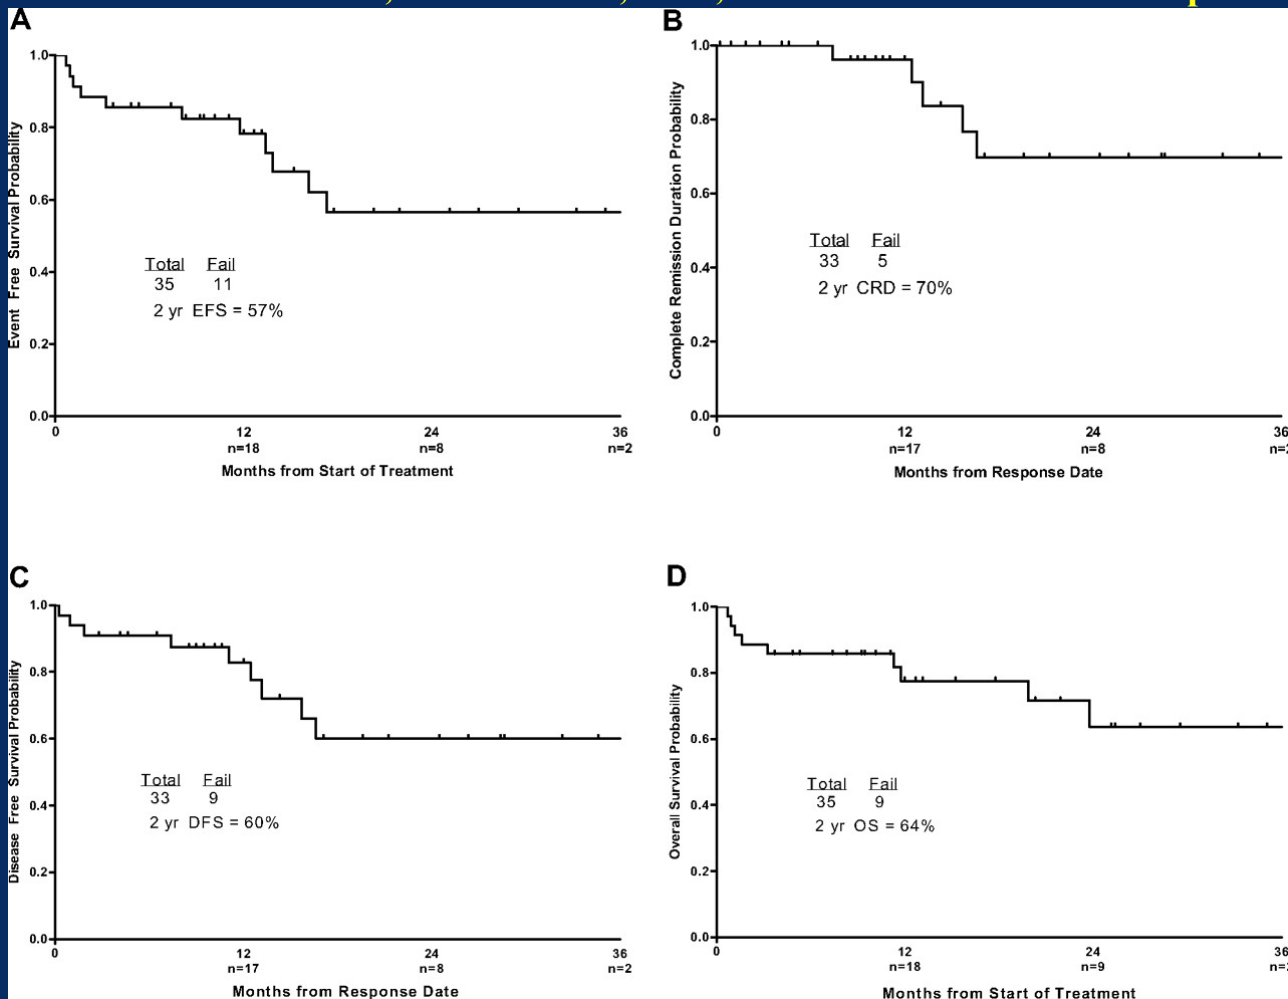 A
Event Free Survival Probability
1.0
0.8
0.6
0.4
0.2
0.0
Total Fail
35 11
2 yr EFS = 57%
0 12 24 36
n=18 n=8 n=2
Months from Start of Treatment
B
Complete Remission Duration Probability
1.0
0.8
0.6
0.4
0.2
0.0
Total Fail
33 5
2 yr CRD = 70%
0 12 24 36
n=17 n=8
Months from Response Date
C
Disease Free Survival Probability
1.0
0.8
0.6
0.4
0.2
0.0
Total Fail
33 9
2 yr DFS = 60%
0 12 24 36
n=17 n=8 n=2
Months from Response Date
D
Overall Survival Probability
1.0
0.8
0.6
0.4
0.2
0.0
Total Fail
35 9
2 yr OS = 64%
0 12 24 36
n=18 n=9
Months from Start of Treatment